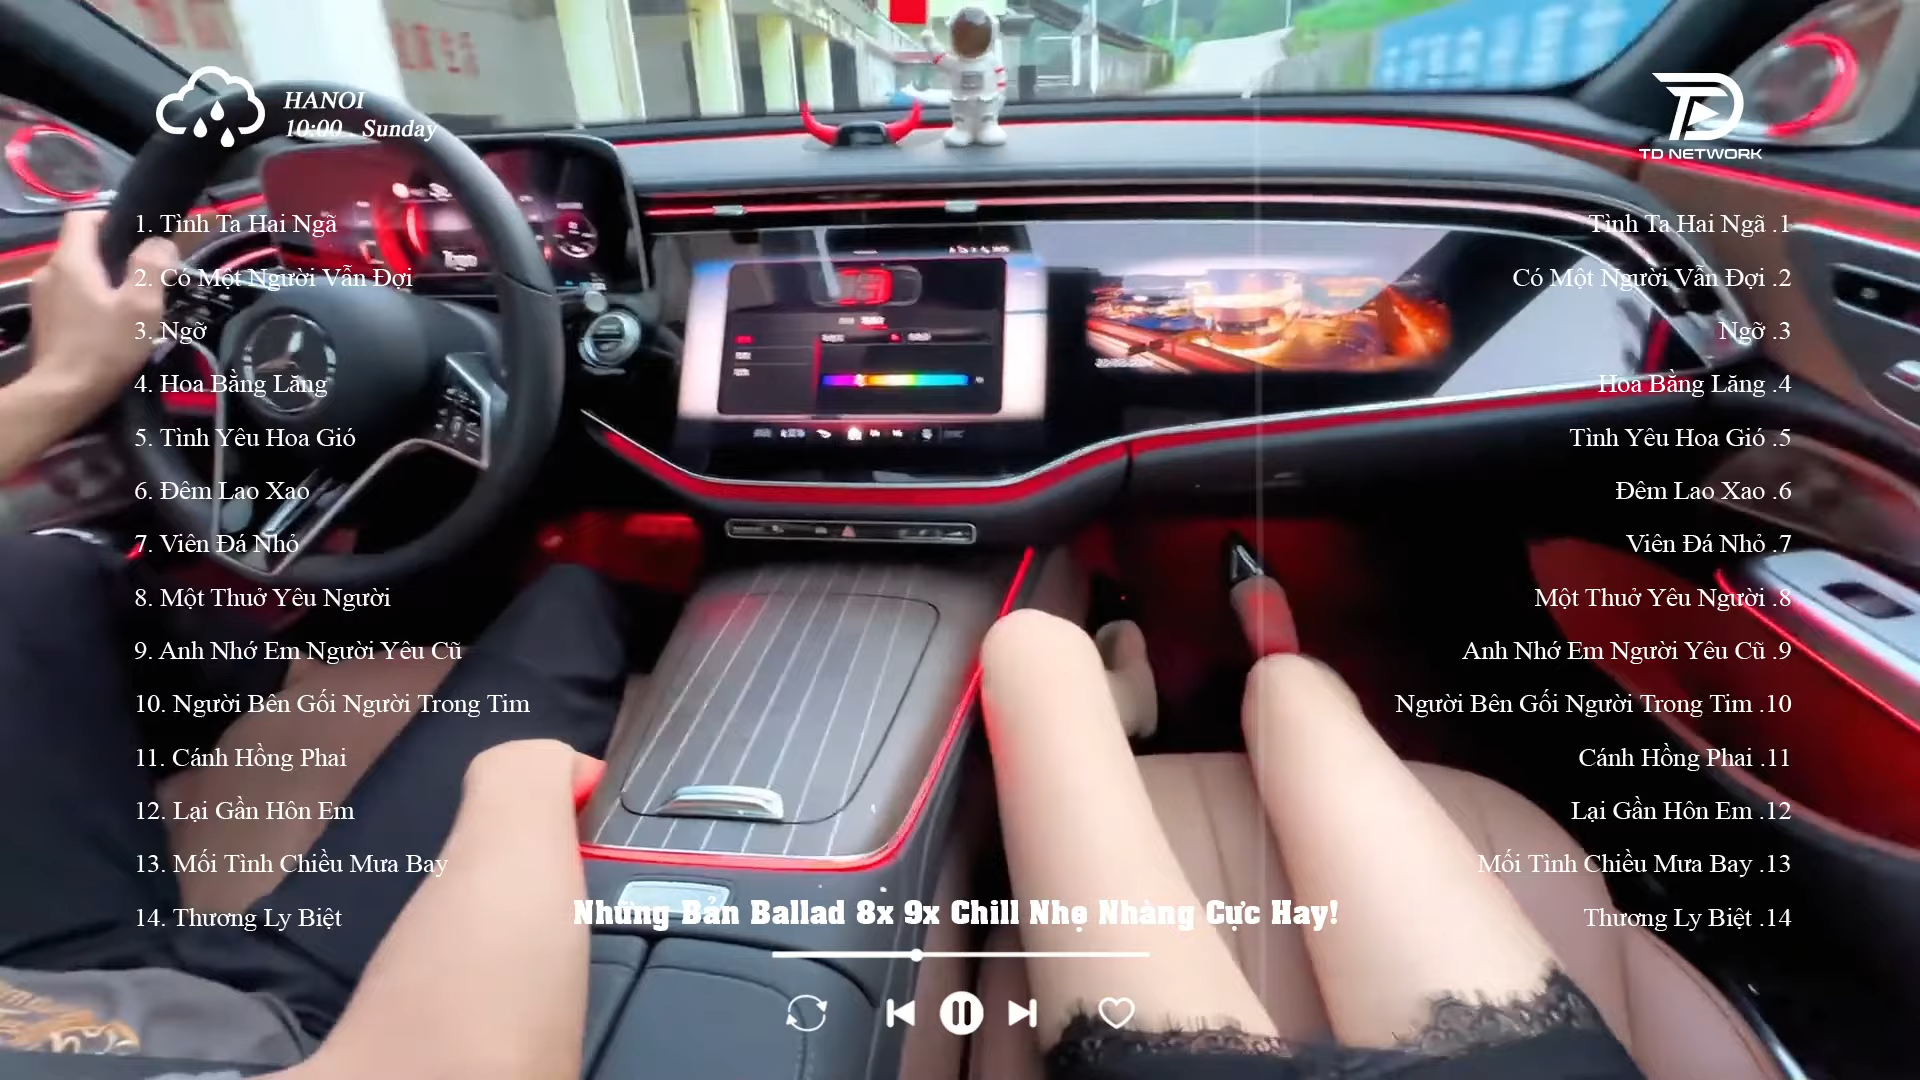 HANOI
10:00 . Sunday
TD NETWORK
1. Tình Ta Hai Ngã
2. Có Một Người Vẫn Đợi
3. Ngỡ
4. Hoa Bằng Lăng
5. Tình Yêu Hoa Gió
6. Đêm Lao Xao
7. Viên Đá Nhỏ
8. Một Thuở Yêu Người
9. Anh Nhớ Em Người Yêu Cũ
10. Người Bên Gối Người Trong Tim
11. Cánh Hồng Phai
12. Lại Gần Hôn Em
13. Mối Tình Chiều Mưa Bay
14. Thương Ly Biệt
Tình Ta Hai Ngã .1
Có Một Người Vẫn Đợi .2
Ngỡ .3
Hoa Bằng Lăng .4
Tình Yêu Hoa Gió .5
Đêm Lao Xao .6
Viên Đá Nhỏ .7
Một Thuở Yêu Người .8
Anh Nhớ Em Người Yêu Cũ .9
Người Bên Gối Người Trong Tim .10
Cánh Hồng Phai .11
Lại Gần Hôn Em .12
Mối Tình Chiều Mưa Bay .13
Thương Ly Biệt .14
Những Bản Ballad 8x 9x Chill Nhẹ Nhàng Cực Hay!